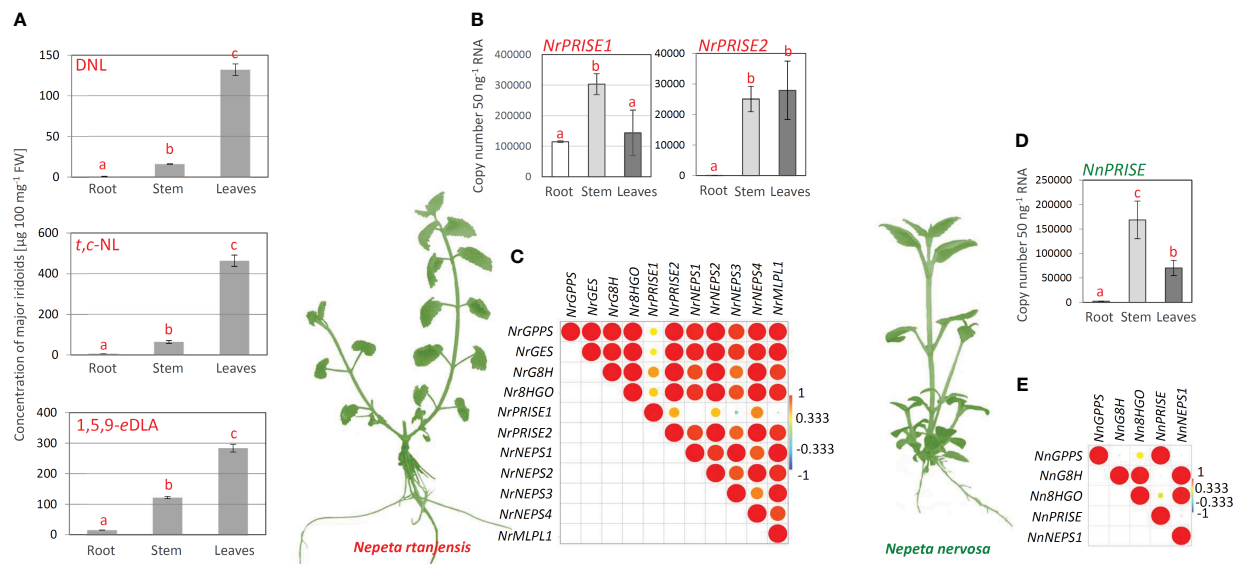 A
Concentration of major iridoids [µg 100 mg⁻¹ FW]
DNL
150
100
50
0
a
b
c
Root
Stem
Leaves
t,c-NL
600
400
200
0
a
b
c
Root
Stem
Leaves
1,5,9-eDLA
400
300
200
100
0
a
b
c
Root
Stem
Leaves
Nepeta rtanjensis
B
Copy number 50 ng⁻¹ RNA
NrPRISE1
400000
300000
200000
100000
0
a
b
a
Root
Stem
Leaves
NrPRISE2
40000
30000
20000
10000
0
a
b
b
Root
Stem
Leaves
C
NrGPPS
NrGES
NrG8H
Nr8HGO
NrPRISE1
NrPRISE2
NrNEPS1
NrNEPS2
NrNEPS3
NrNEPS4
NrMLPL1
NrGPPS
NrGES
NrG8H
Nr8HGO
NrPRISE1
NrPRISE2
NrNEPS1
NrNEPS2
NrNEPS3
NrNEPS4
NrMLPL1
1
0.333
-0.333
-1
Nepeta nervosa
D
Copy number 50 ng⁻¹ RNA
NnPRISE
250000
200000
150000
100000
50000
0
a
c
b
Root
Stem
Leaves
E
NnGPPS
NnG8H
Nn8HGO
NnPRISE
NnNEPS1
NnGPPS
NnG8H
Nn8HGO
NnPRISE
NnNEPS1
1
0.333
-0.333
-1